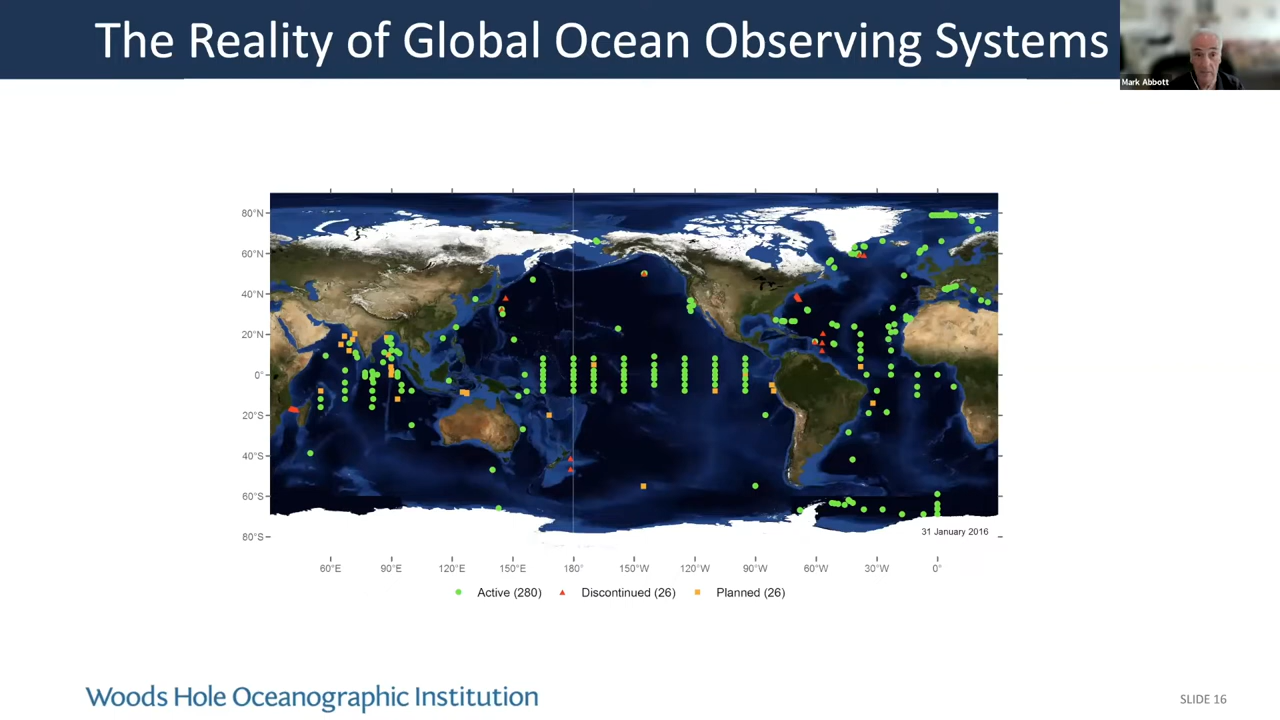 The Reality of Global Ocean Observing Systems
Mark Abbott
80°N
60°N
40°N
20°N
0°
20°S
40°S
60°S
80°S
31 January 2016
60°E 90°E 120°E 150°E 180° 150°W 120°W 90°W 60°W 30°W 0°
Active (280) Discontinued (26) Planned (26)
Woods Hole Oceanographic Institution
SLIDE 16